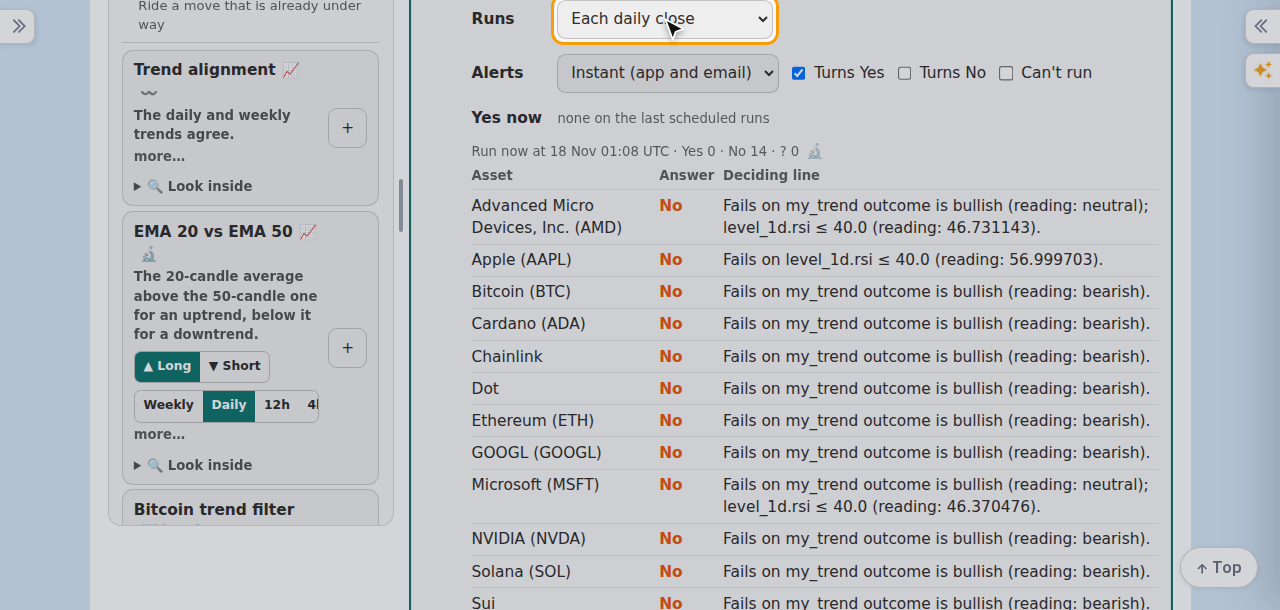 Ride a move that is already under
way
Trend alignment
The daily and weekly
trends agree.
more...
Look inside
+
EMA 20 vs EMA 50
The 20-candle average
above the 50-candle one
for an uptrend, below it
for a downtrend.
▲ Long ▼ Short
Weekly Daily 12h
more...
Look inside
+
Bitcoin trend filter
Runs Each daily close
Alerts Instant (app and email) Turns Yes Turns No Can't run
Yes now none on the last scheduled runs
Run now at 18 Nov 01:08 UTC · Yes 0 · No 14 · ? 0
Asset Answer Deciding line
Advanced Micro Devices, Inc. (AMD) No Fails on my_trend outcome is bullish (reading: neutral);
level_1d.rsi ≤ 40.0 (reading: 46.731143).
Apple (AAPL) No Fails on level_1d.rsi ≤ 40.0 (reading: 56.999703).
Bitcoin (BTC) No Fails on my_trend outcome is bullish (reading: bearish).
Cardano (ADA) No Fails on my_trend outcome is bullish (reading: bearish).
Chainlink No Fails on my_trend outcome is bullish (reading: bearish).
Dot No Fails on my_trend outcome is bullish (reading: bearish).
Ethereum (ETH) No Fails on my_trend outcome is bullish (reading: bearish).
GOOGL (GOOGL) No Fails on my_trend outcome is bullish (reading: bearish).
Microsoft (MSFT) No Fails on my_trend outcome is bullish (reading: neutral);
level_1d.rsi ≤ 40.0 (reading: 46.370476).
NVIDIA (NVDA) No Fails on my_trend outcome is bullish (reading: bearish).
Solana (SOL) No Fails on my_trend outcome is bullish (reading: bearish).
Sui No Fails on my_trend outcome is bullish (reading: bearish).
↑ Top